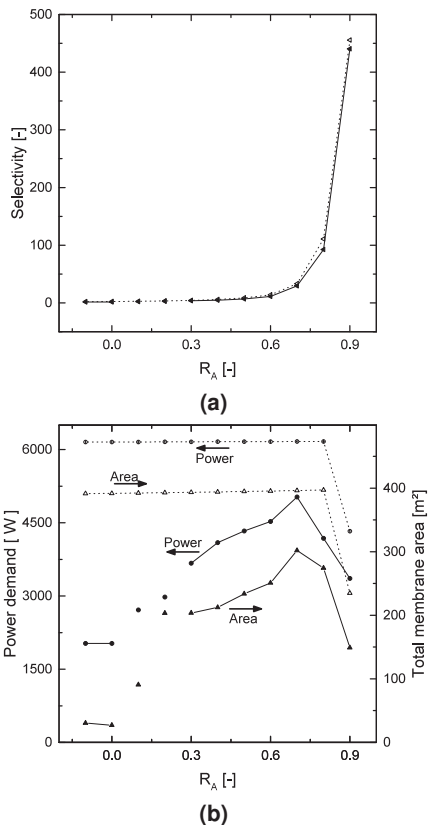 500
400
300
200
100
0
Selectivity [-]
0.0 0.3 0.6 0.9
R_A [-]
(a)
6000
4500
3000
1500
0
Power demand [ W]
400
300
200
100
0
Total membrane area [m²]
Power
Area
Power
Area
0.0 0.3 0.6 0.9
R_A [-]
(b)